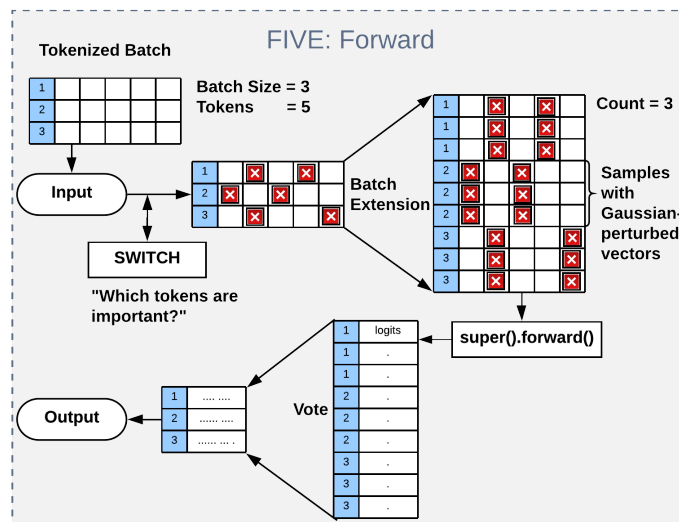 FIVE: Forward
Tokenized Batch
1
2
3
Batch Size = 3
Tokens = 5
Input
1
2
3
Batch
Extension
1
1
1
2
2
2
3
3
3
Count = 3
Samples
with
Gaussian-
perturbed
vectors
SWITCH
"Which tokens are
important?"
super().forward()
1 logits
1 .
1 .
2 .
2 .
2 .
3 .
3 .
3 .
Vote
1 .... ....
2 ...... ....
3 ...... ... .
Output